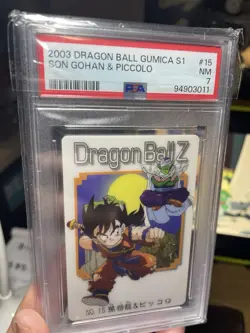 2003 DRAGON BALL GUMICA S1 #15
SON GOHAN & PICCOLO NM
PSA 7
94903011
Dragon Ball Z
NO.15 孫悟飯&ピッコロ